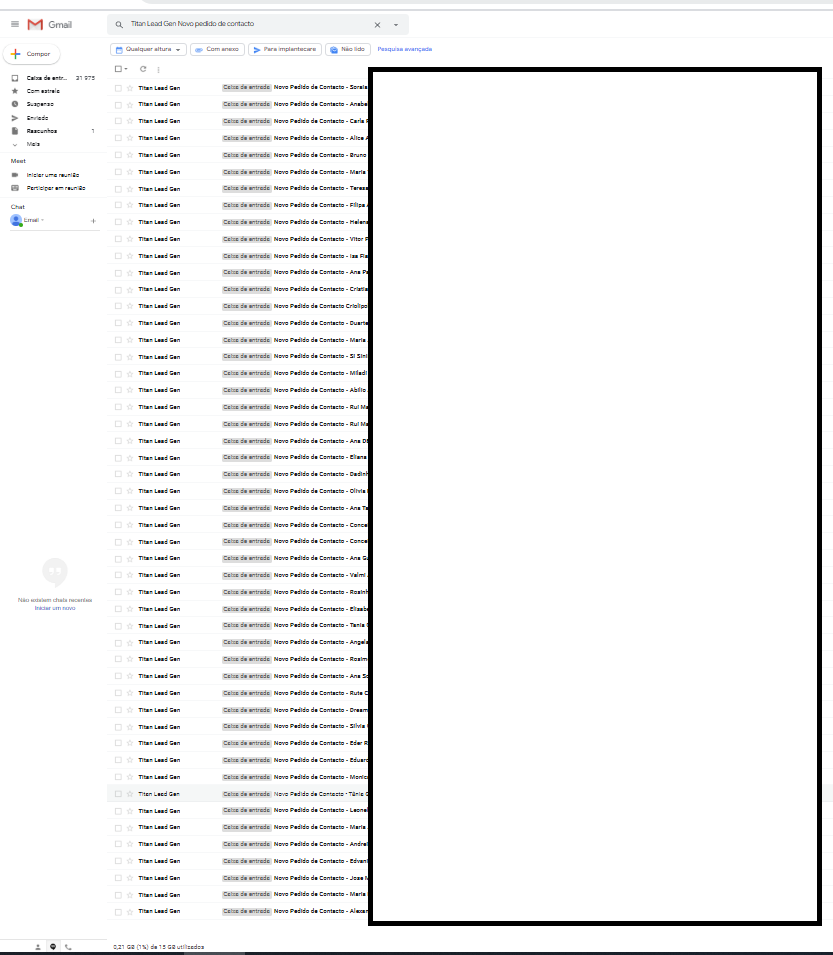 Gmail
Titan Lead Gen Novo pedido de contacto
Compor
Qualquer altura
Com anexo
Para implantecare
Não lido
Pesquisa avançada
Caixa de entr... 31 973
Com estrela
Suspenso
Enviado
Rascunhos 1
Mais
Meet
Iniciar uma reunião
Participar em reunião
Chat
Email
Não existem chats recentes
Iniciar um novo
Titan Lead Gen Caixa de entrada Novo Pedido de Contacto - Soraia
Titan Lead Gen Caixa de entrada Novo Pedido de Contacto - Anabe
Titan Lead Gen Caixa de entrada Novo Pedido de Contacto - Carla
Titan Lead Gen Caixa de entrada Novo Pedido de Contacto - Alice A
Titan Lead Gen Caixa de entrada Novo Pedido de Contacto - Bruno
Titan Lead Gen Caixa de entrada Novo Pedido de Contacto - Maria
Titan Lead Gen Caixa de entrada Novo Pedido de Contacto - Teresa
Titan Lead Gen Caixa de entrada Novo Pedido de Contacto - Filipa
Titan Lead Gen Caixa de entrada Novo Pedido de Contacto - Helena
Titan Lead Gen Caixa de entrada Novo Pedido de Contacto - Vitor
Titan Lead Gen Caixa de entrada Novo Pedido de Contacto - Isa
Titan Lead Gen Caixa de entrada Novo Pedido de Contacto - Ana Pa
Titan Lead Gen Caixa de entrada Novo Pedido de Contacto - Cristia
Titan Lead Gen Caixa de entrada Novo Pedido de Contacto Criolipo
Titan Lead Gen Caixa de entrada Novo Pedido de Contacto - Duarte
Titan Lead Gen Caixa de entrada Novo Pedido de Contacto - Maria
Titan Lead Gen Caixa de entrada Novo Pedido de Contacto - Si Sini
Titan Lead Gen Caixa de entrada Novo Pedido de Contacto - Miladi
Titan Lead Gen Caixa de entrada Novo Pedido de Contacto - Abílio
Titan Lead Gen Caixa de entrada Novo Pedido de Contacto - Rui Ma
Titan Lead Gen Caixa de entrada Novo Pedido de Contacto - Rui Ma
Titan Lead Gen Caixa de entrada Novo Pedido de Contacto - Ana
Titan Lead Gen Caixa de entrada Novo Pedido de Contacto - Eliana
Titan Lead Gen Caixa de entrada Novo Pedido de Contacto - Dadinh
Titan Lead Gen Caixa de entrada Novo Pedido de Contacto - Olivia
Titan Lead Gen Caixa de entrada Novo Pedido de Contacto - Ana Ta
Titan Lead Gen Caixa de entrada Novo Pedido de Contacto - Conce
Titan Lead Gen Caixa de entrada Novo Pedido de Contacto - Conce
Titan Lead Gen Caixa de entrada Novo Pedido de Contacto - Ana
Titan Lead Gen Caixa de entrada Novo Pedido de Contacto - Valmi
Titan Lead Gen Caixa de entrada Novo Pedido de Contacto - Rosinh
Titan Lead Gen Caixa de entrada Novo Pedido de Contacto - Elisabe
Titan Lead Gen Caixa de entrada Novo Pedido de Contacto - Tania
Titan Lead Gen Caixa de entrada Novo Pedido de Contacto - Angela
Titan Lead Gen Caixa de entrada Novo Pedido de Contacto - Rosim
Titan Lead Gen Caixa de entrada Novo Pedido de Contacto - Ana So
Titan Lead Gen Caixa de entrada Novo Pedido de Contacto - Rute
Titan Lead Gen Caixa de entrada Novo Pedido de Contacto - Dream
Titan Lead Gen Caixa de entrada Novo Pedido de Contacto - Silvia
Titan Lead Gen Caixa de entrada Novo Pedido de Contacto - Eder R
Titan Lead Gen Caixa de entrada Novo Pedido de Contacto - Eduard
Titan Lead Gen Caixa de entrada Novo Pedido de Contacto - Monica
Titan Lead Gen Caixa de entrada Novo Pedido de Contacto - Tânia
Titan Lead Gen Caixa de entrada Novo Pedido de Contacto - Leonel
Titan Lead Gen Caixa de entrada Novo Pedido de Contacto - Maria
Titan Lead Gen Caixa de entrada Novo Pedido de Contacto - Andrei
Titan Lead Gen Caixa de entrada Novo Pedido de Contacto - Edvani
Titan Lead Gen Caixa de entrada Novo Pedido de Contacto - Jose M
Titan Lead Gen Caixa de entrada Novo Pedido de Contacto - Maria
Titan Lead Gen Caixa de entrada Novo Pedido de Contacto - Alexan
0,21 GB (1%) de 15 GB utilizados